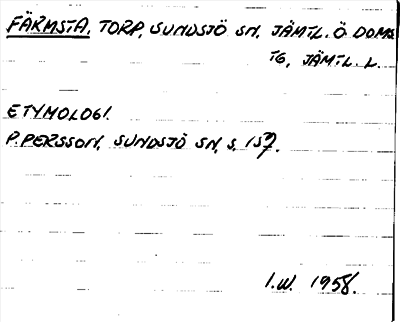 FÄRMSTA, TORP, SUNDSJÖ SN, JÄMTL. Ö. DOMS
TG, JÄMTL. L.
ETYMOLOGI.
P. PERSSON, SUNDSJÖ SN, S. 157.
I.W. 1958.